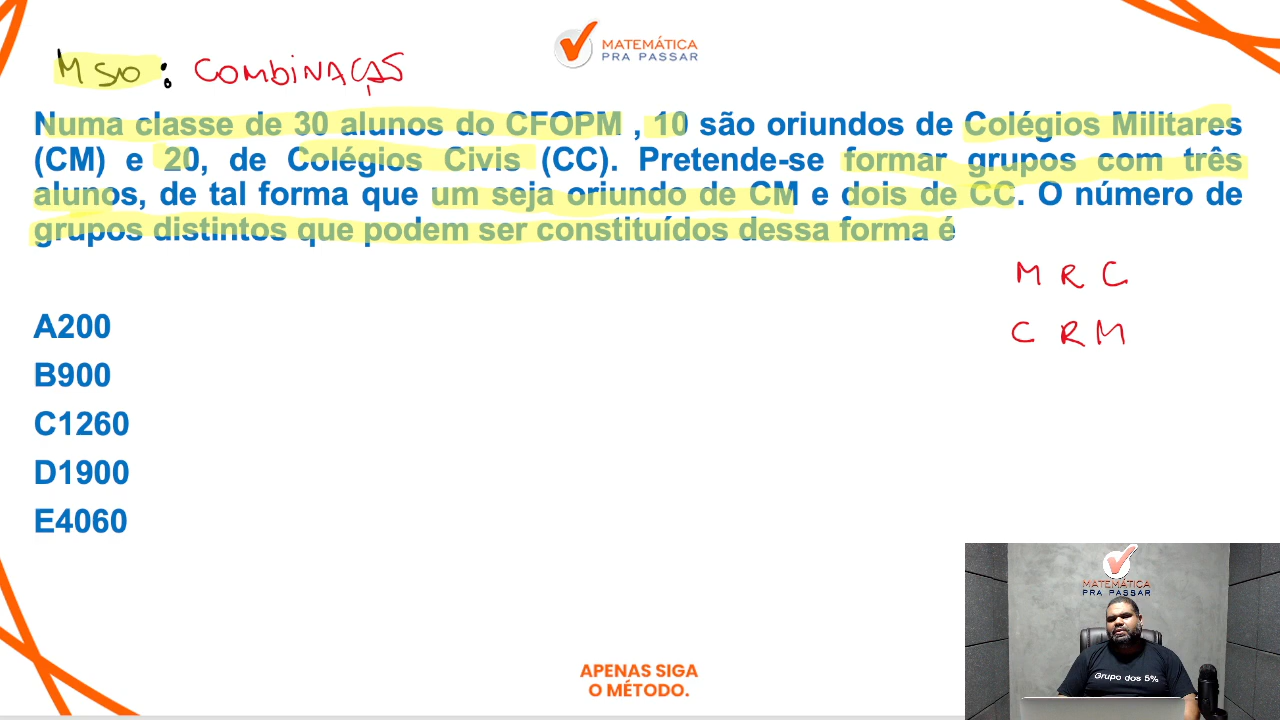 MATEMÁTICA
PRA PASSAR
: COMBINAÇÃO
Numa classe de 30 alunos do CFOPM , 10 são oriundos de Colégios Militares
(CM) e 20, de Colégios Civis (CC). Pretende-se formar grupos com três
alunos, de tal forma que um seja oriundo de CM e dois de CC. O número de
grupos distintos que podem ser constituídos dessa forma é
M R C
C R M
A200
B900
C1260
D1900
E4060
MATEMÁTICA
PRA PASSAR
Grupo dos 5%
APENAS SIGA
O MÉTODO.